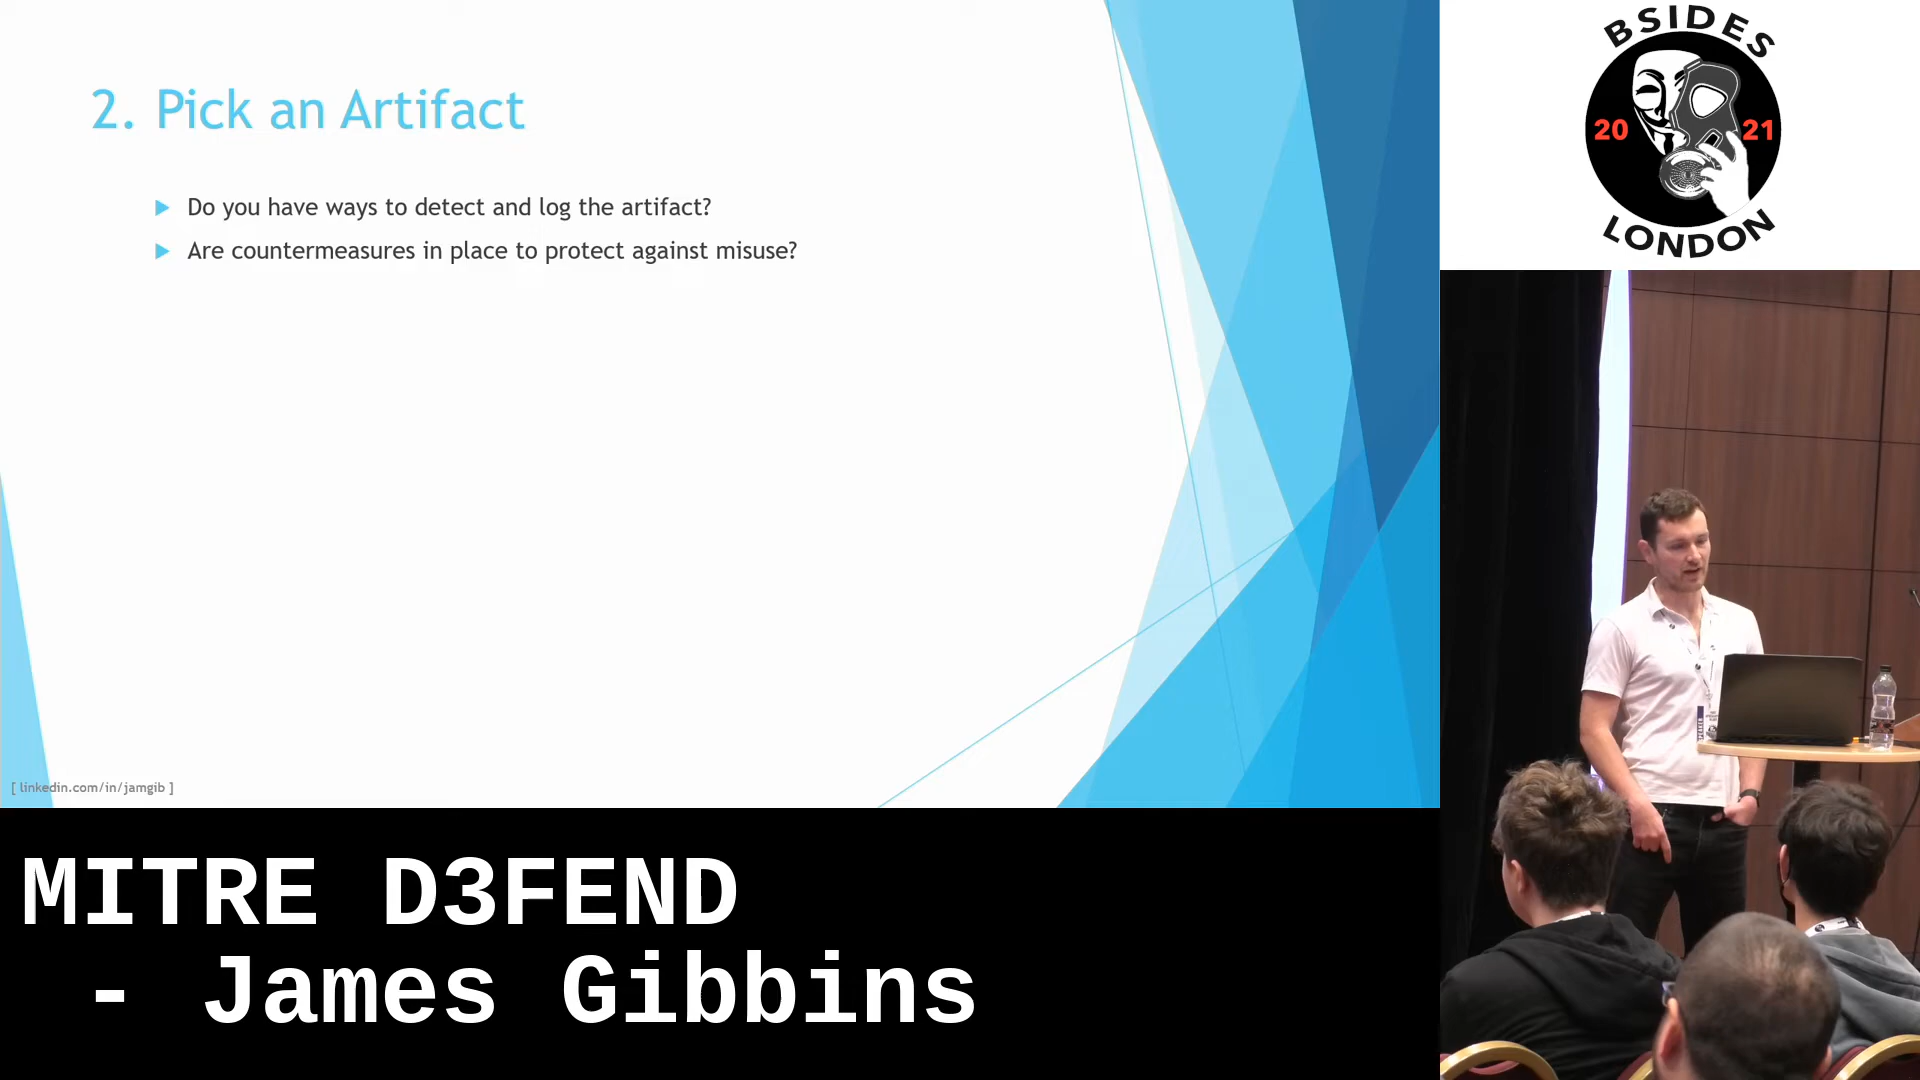 2. Pick an Artifact
Do you have ways to detect and log the artifact?
Are countermeasures in place to protect against misuse?
[ linkedin.com/in/jamgib ]
MITRE D3FEND
- James Gibbins
BSIDES
20 21
LONDON
SPEAKER